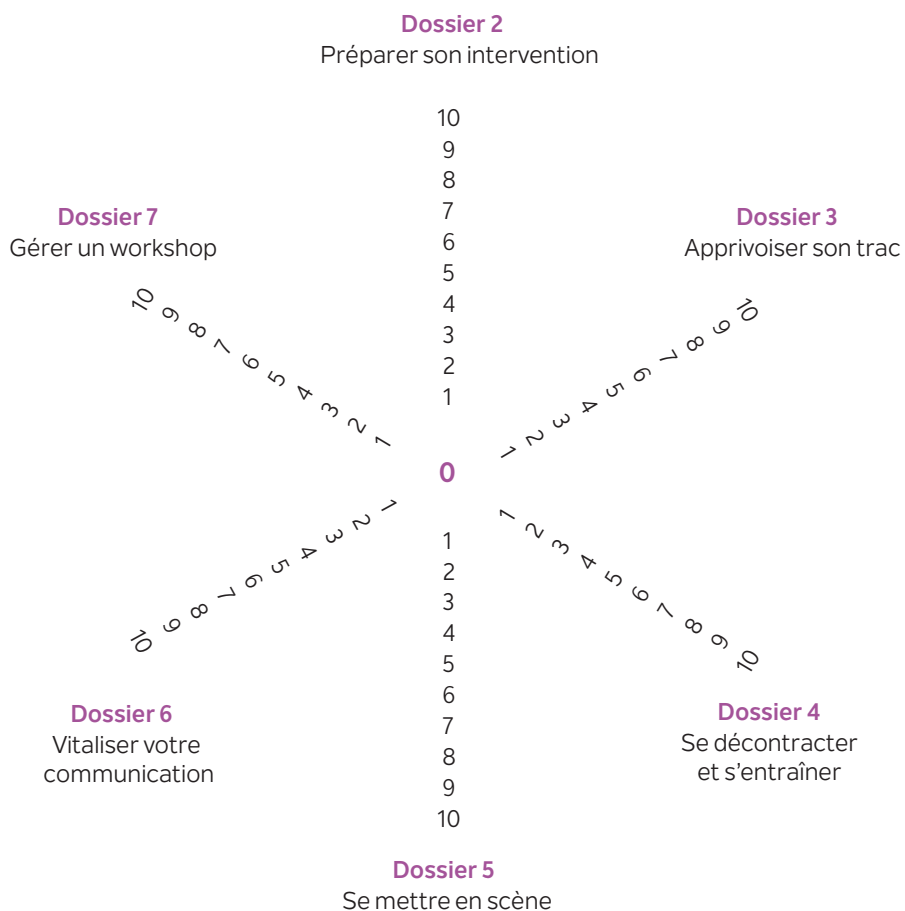 Dossier 2
Préparer son intervention
10
9
8
7
6
5
4
3
2
1
Dossier 3
Apprivoiser son trac
1 2 3 4 5 6 7 8 9 10
Dossier 7
Gérer un workshop
10 9 8 7 6 5 4 3 2 1
0
10 9 8 7 6 5 4 3 2 1
Dossier 6
Vitaliser votre
communication
1 2 3 4 5 6 7 8 9 10
Dossier 4
Se décontracter
et s’entraîner
1
2
3
4
5
6
7
8
9
10
Dossier 5
Se mettre en scène